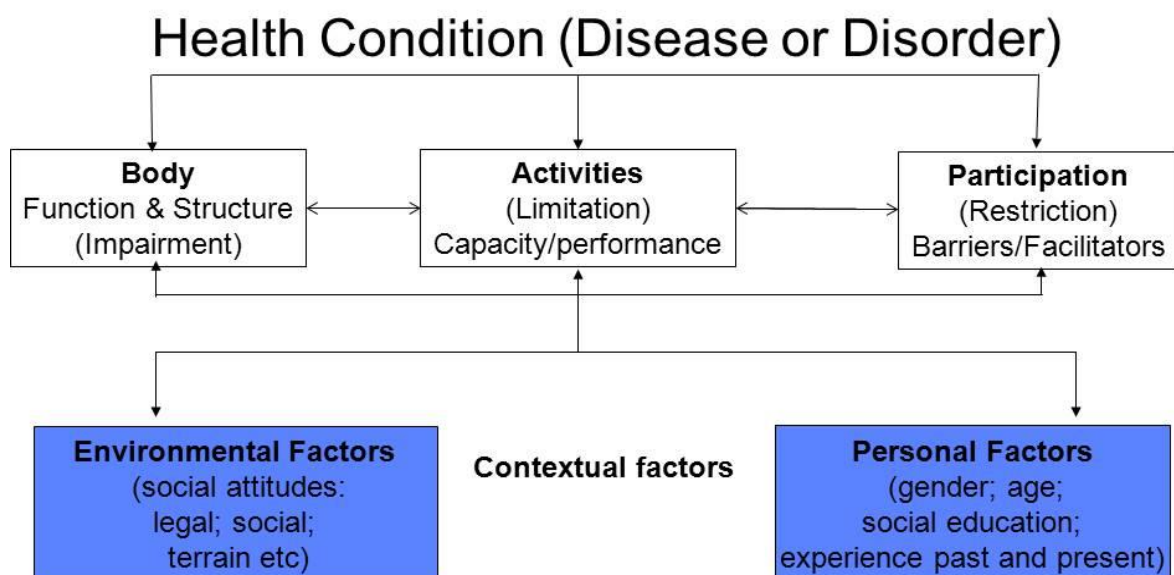 Health Condition (Disease or Disorder)
Body
Function & Structure
(Impairment)
Activities
(Limitation)
Capacity/performance
Participation
(Restriction)
Barriers/Facilitators
Environmental Factors
(social attitudes:
legal; social;
terrain etc)
Contextual factors
Personal Factors
(gender; age;
social education;
experience past and present)